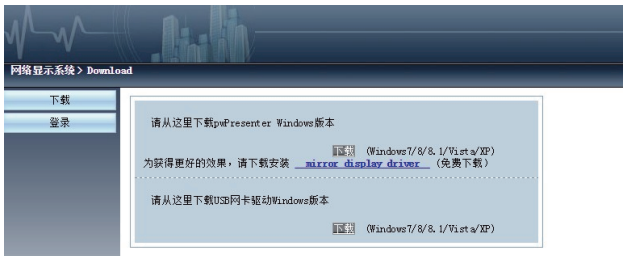 网络显示系统> Download
下载
登录
请从这里下载pwPresenter Windows版本
下载 (Windows7/8/8.1/Vista/XP)
为获得更好的效果，请下载安装 mirror display driver (免费下载)
请从这里下载USB网卡驱动Windows版本
下载 (Windows7/8/8.1/Vista/XP)